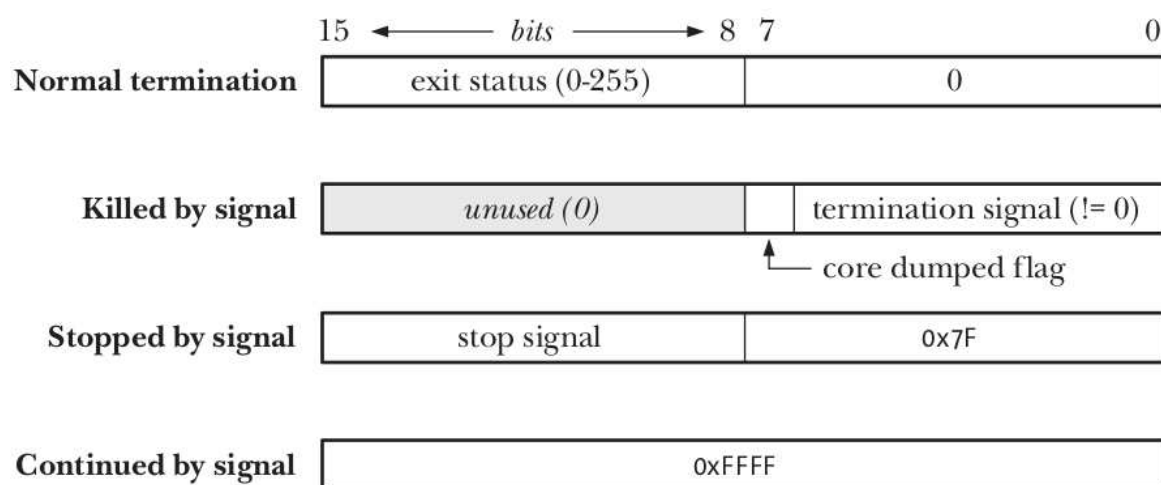 15 bits 8 7 0
Normal termination exit status (0-255) 0
Killed by signal unused (0) termination signal (!= 0)
core dumped flag
Stopped by signal stop signal 0x7F
Continued by signal 0xFFFF